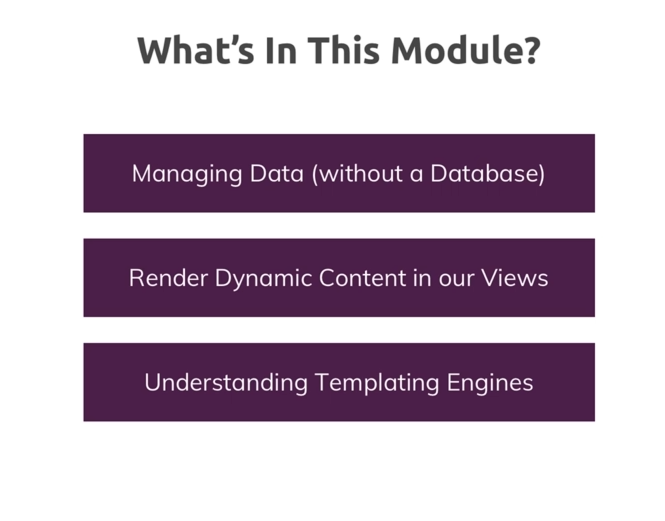 What’s In This Module?
Managing Data (without a Database)
Render Dynamic Content in our Views
Understanding Templating Engines